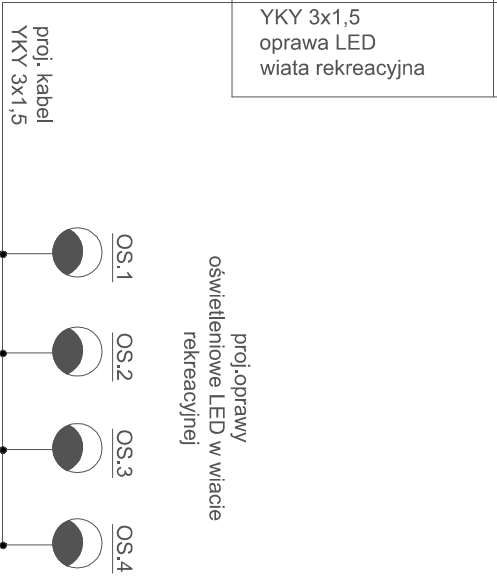 YKY 3x1,5
oprawa LED
wiata rekreacyjna
proj. kabel
YKY 3x1,5
OS.1
OS.2
OS.3
OS.4
proj.oprawy
oświetleniowe LED w wiacie
rekreacyjnej